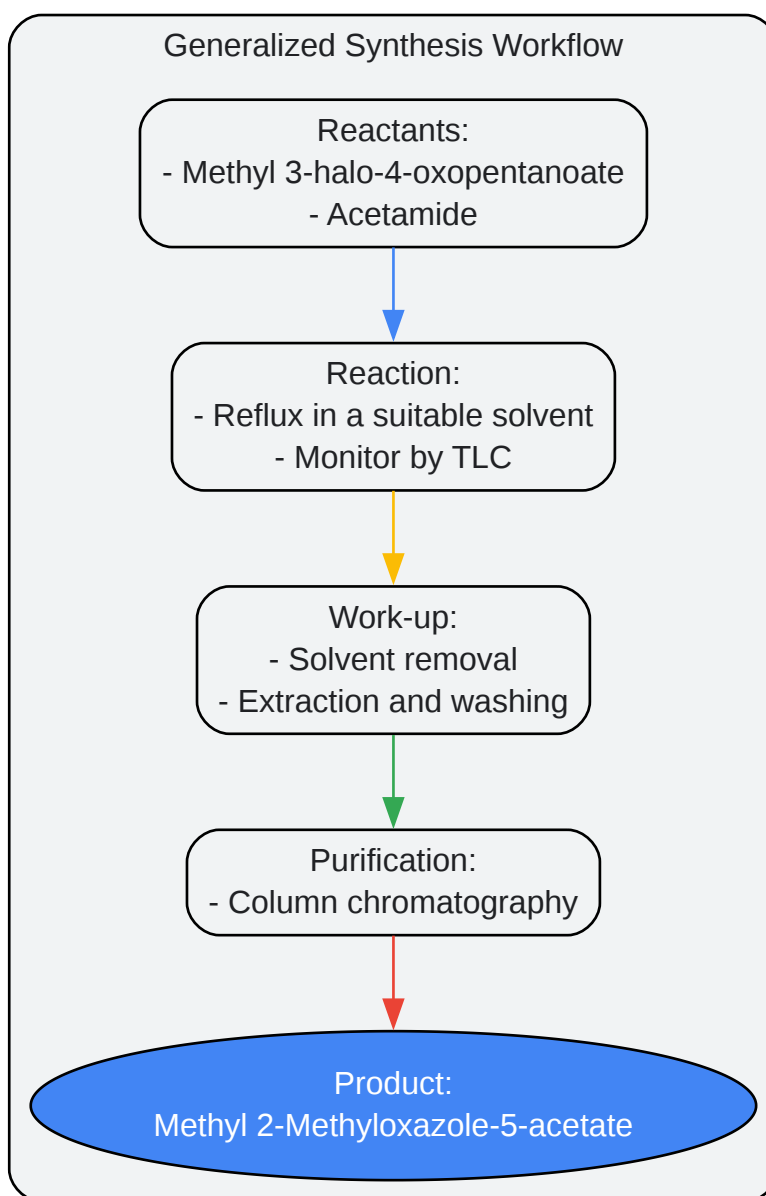 Generalized Synthesis Workflow
Reactants:
- Methyl 3-halo-4-oxopentanoate
- Acetamide
Reaction:
- Reflux in a suitable solvent
- Monitor by TLC
Work-up:
- Solvent removal
- Extraction and washing
Purification:
- Column chromatography
Product:
Methyl 2-Methyloxazole-5-acetate